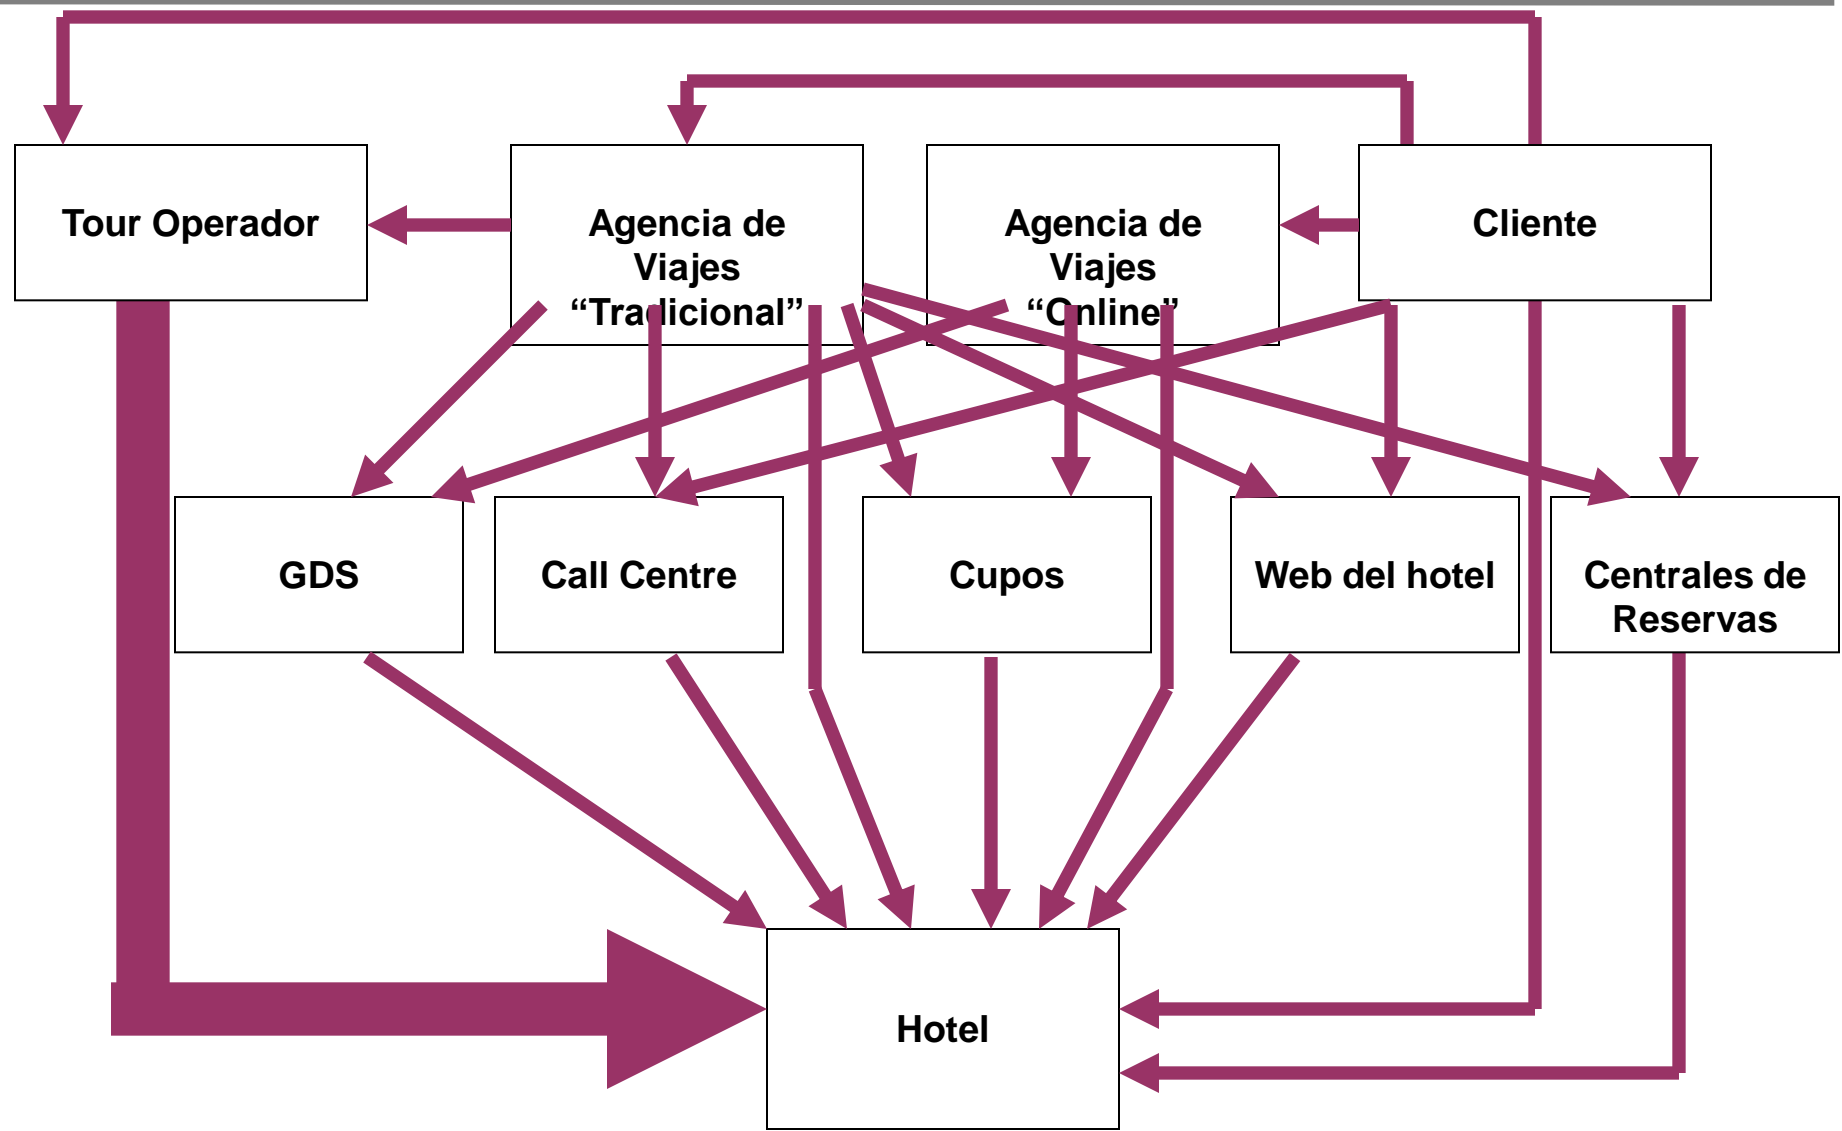 Tour Operador
Agencia de
Viajes
“Tradicional”
Agencia de
Viajes
“Online”
Cliente
GDS
Call Centre
Cupos
Web del hotel
Centrales de
Reservas
Hotel